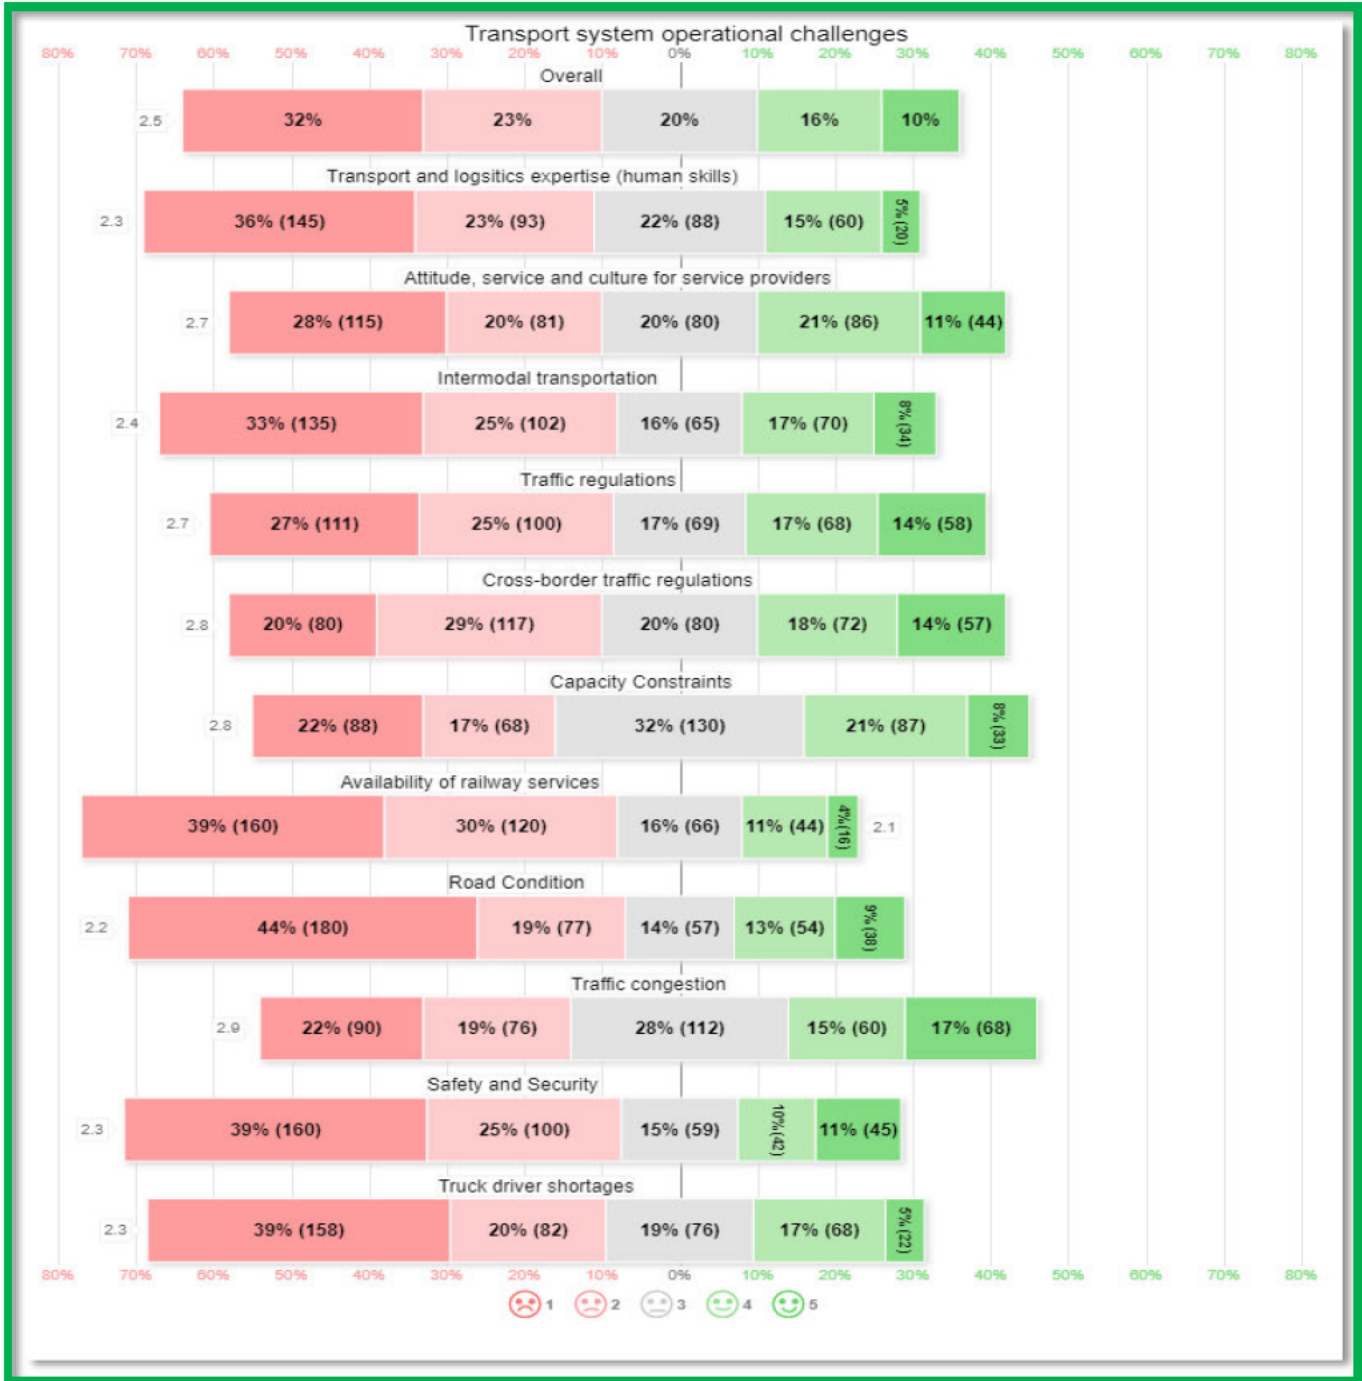 Transport system operational challenges
80% 70% 60% 50% 40% 30% 20% 10% 0% 10% 20% 30% 40% 50% 60% 70% 80%
Overall
2.5 32% 23% 20% 16% 10%
Transport and logsitics expertise (human skills)
2.3 36% (145) 23% (93) 22% (88) 15% (60) 5% (20)
Attitude, service and culture for service providers
2.7 28% (115) 20% (81) 20% (80) 21% (86) 11% (44)
Intermodal transportation
2.4 33% (135) 25% (102) 16% (65) 17% (70) 8% (34)
Traffic regulations
2.7 27% (111) 25% (100) 17% (69) 17% (68) 14% (58)
Cross-border traffic regulations
2.8 20% (80) 29% (117) 20% (80) 18% (72) 14% (57)
Capacity Constraints
2.8 22% (88) 17% (68) 32% (130) 21% (87) 8% (33)
Availability of railway services
39% (160) 30% (120) 16% (66) 11% (44) 4% (16) 2.1
Road Condition
2.2 44% (180) 19% (77) 14% (57) 13% (54) 9% (38)
Traffic congestion
2.9 22% (90) 19% (76) 28% (112) 15% (60) 17% (68)
Safety and Security
2.3 39% (160) 25% (100) 15% (59) 10% (42) 11% (45)
Truck driver shortages
2.3 39% (158) 20% (82) 19% (76) 17% (68) 5% (22)
80% 70% 60% 50% 40% 30% 20% 10% 0% 10% 20% 30% 40% 50% 60% 70% 80%
1 2 3 4 5